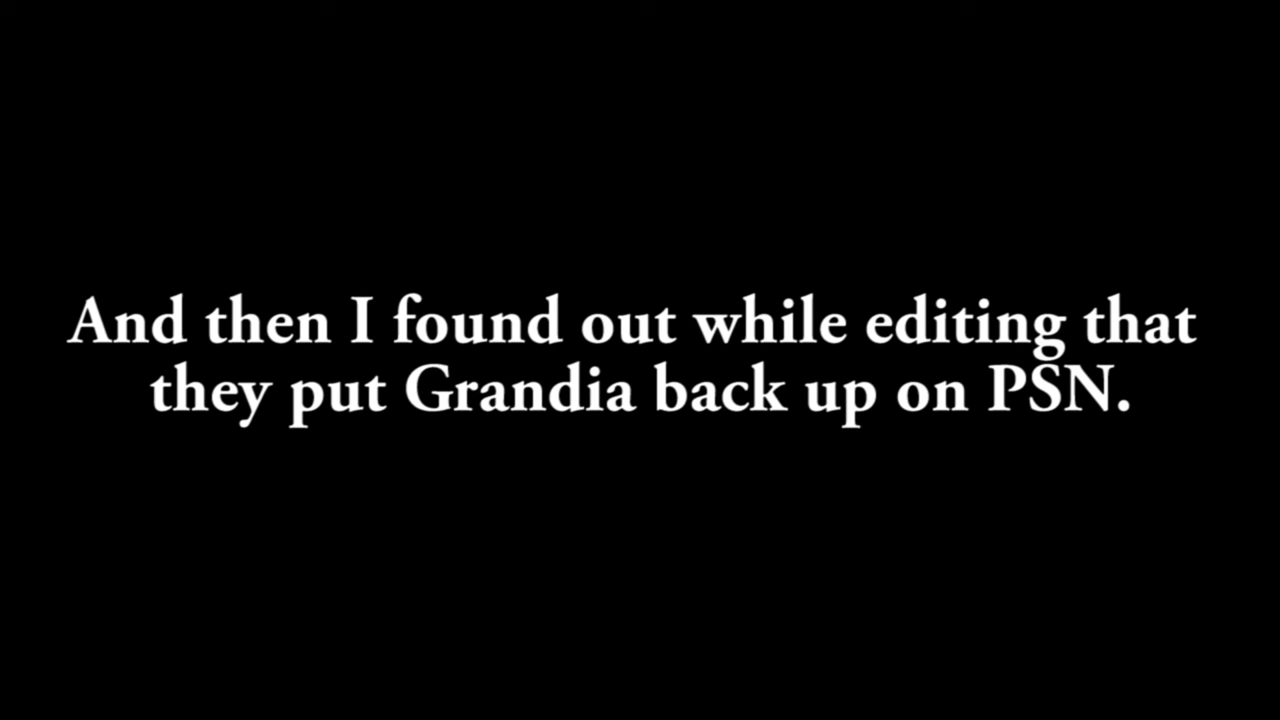 And then I found out while editing that
they put Grandia back up on PSN.